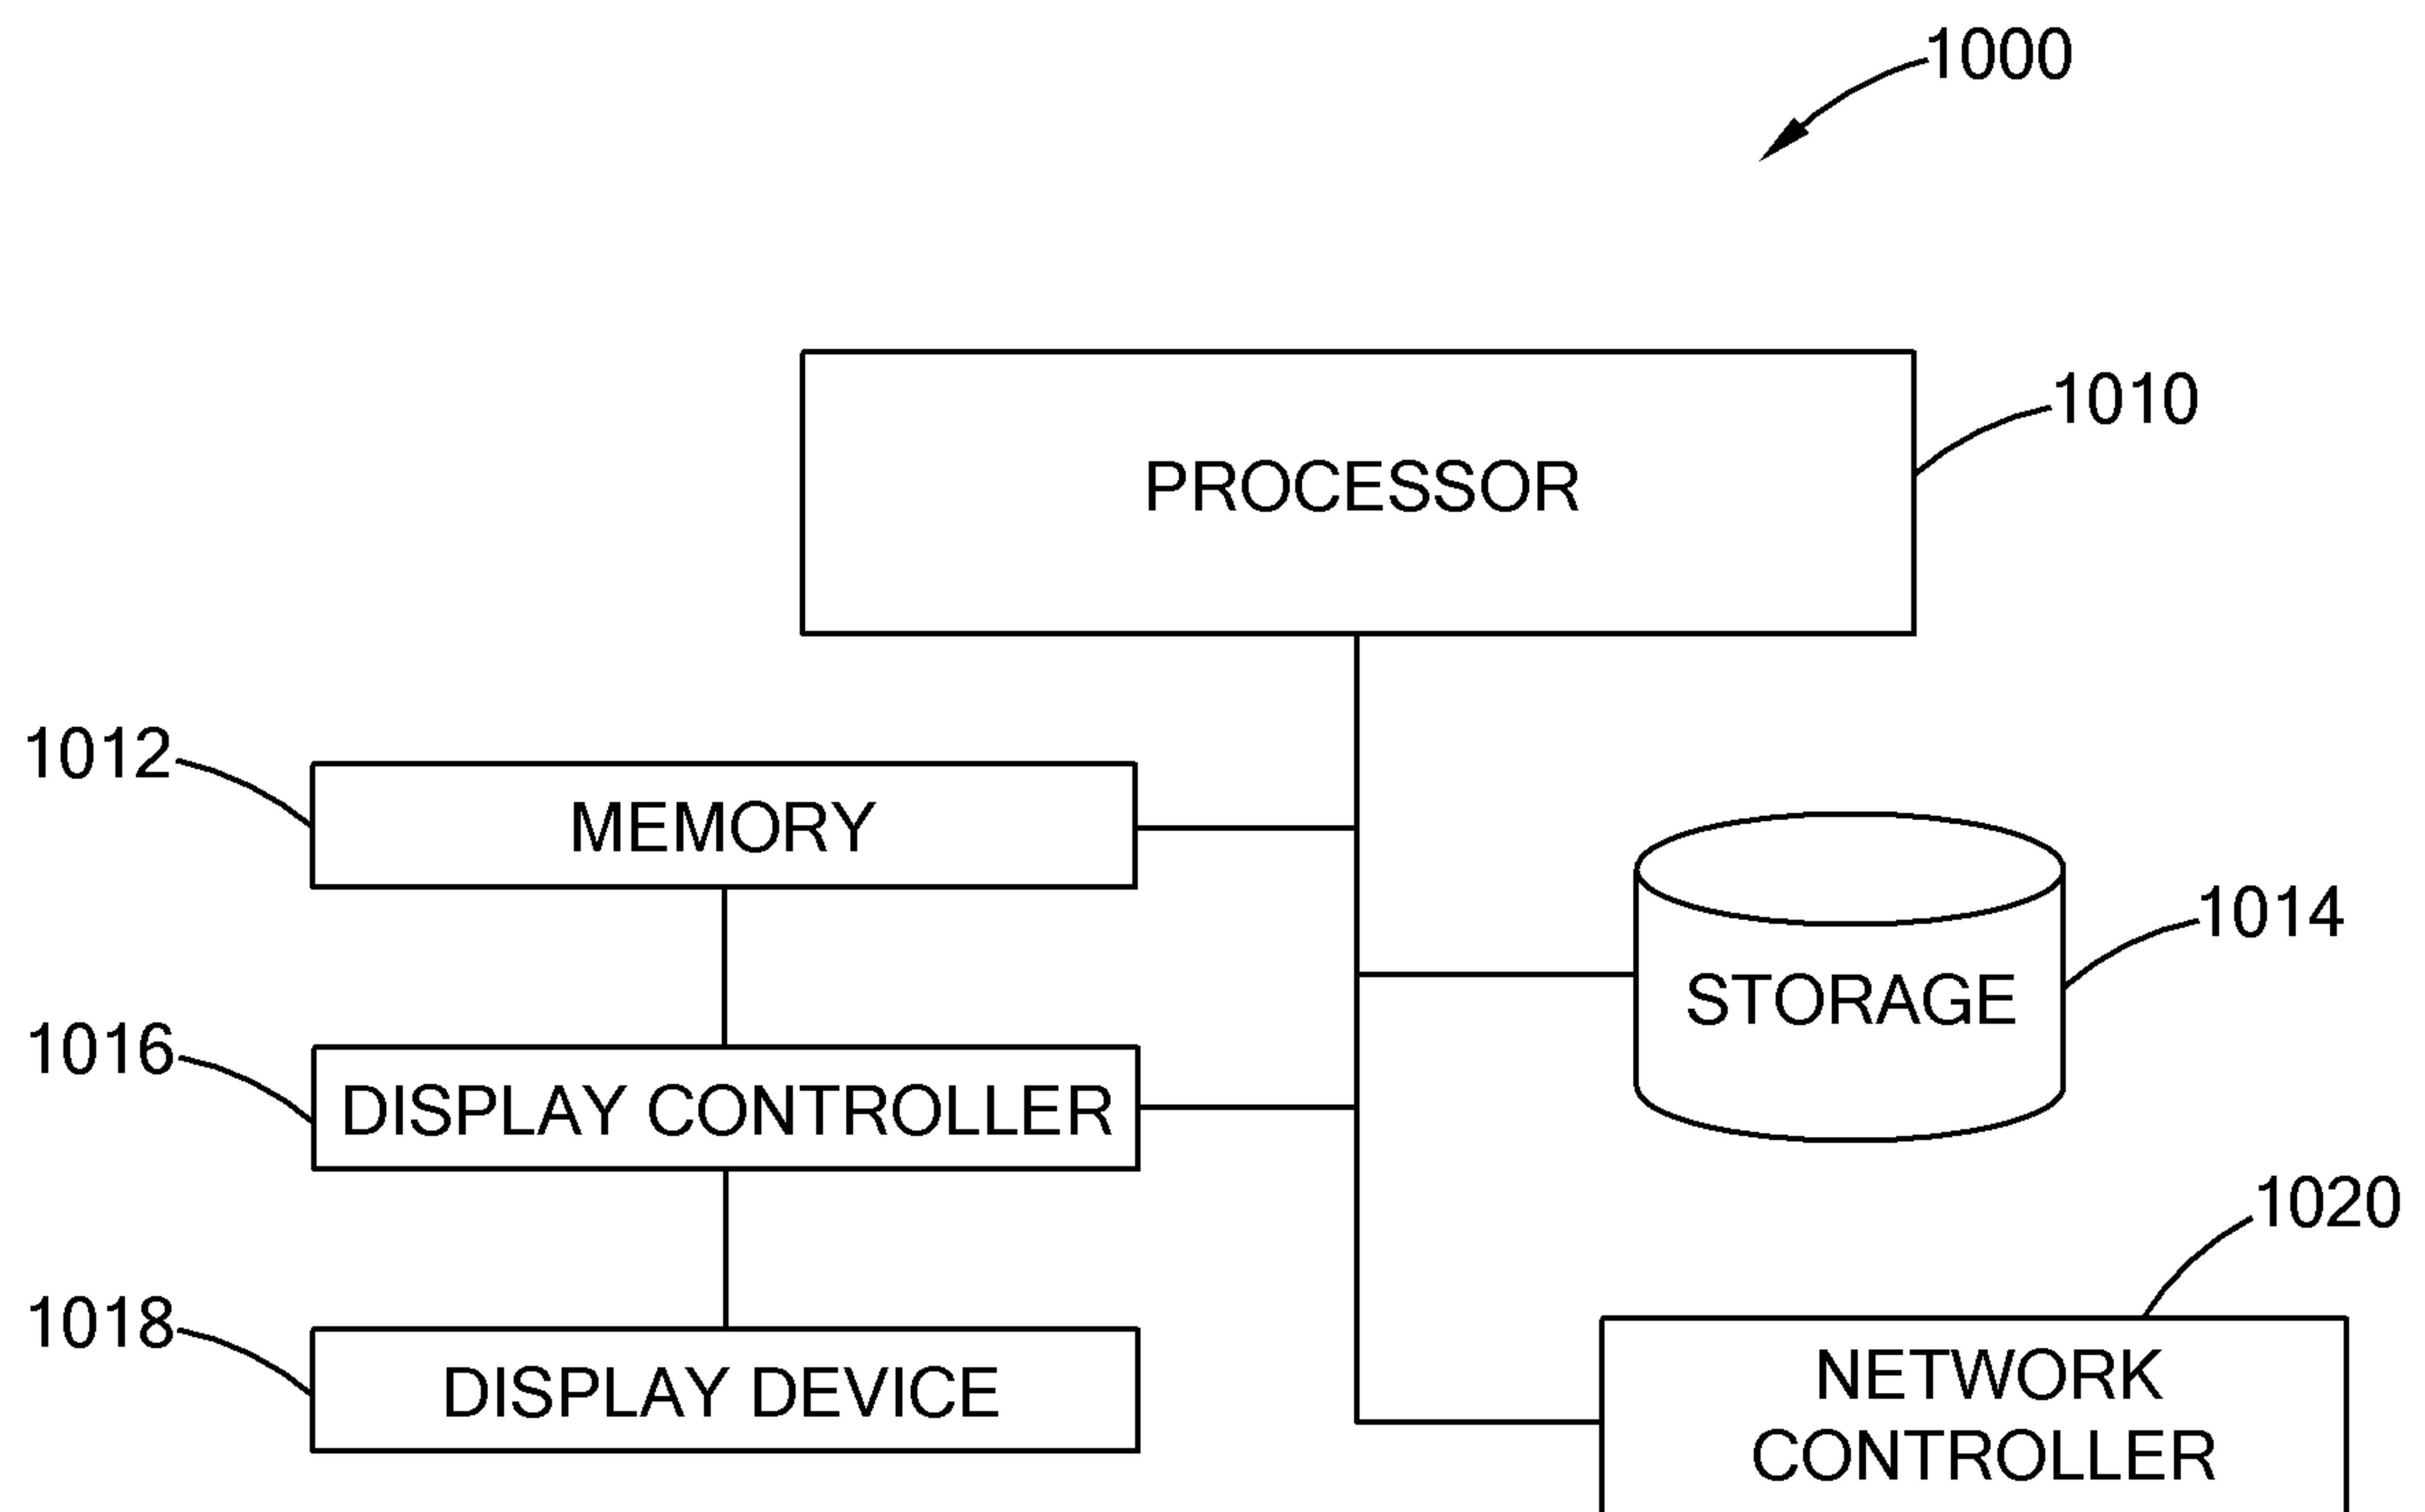 1000
1010
PROCESSOR
1012
MEMORY
1014
STORAGE
1016
DISPLAY CONTROLLER
1020
1018
NETWORK
DISPLAY DEVICE
CONTROLLER